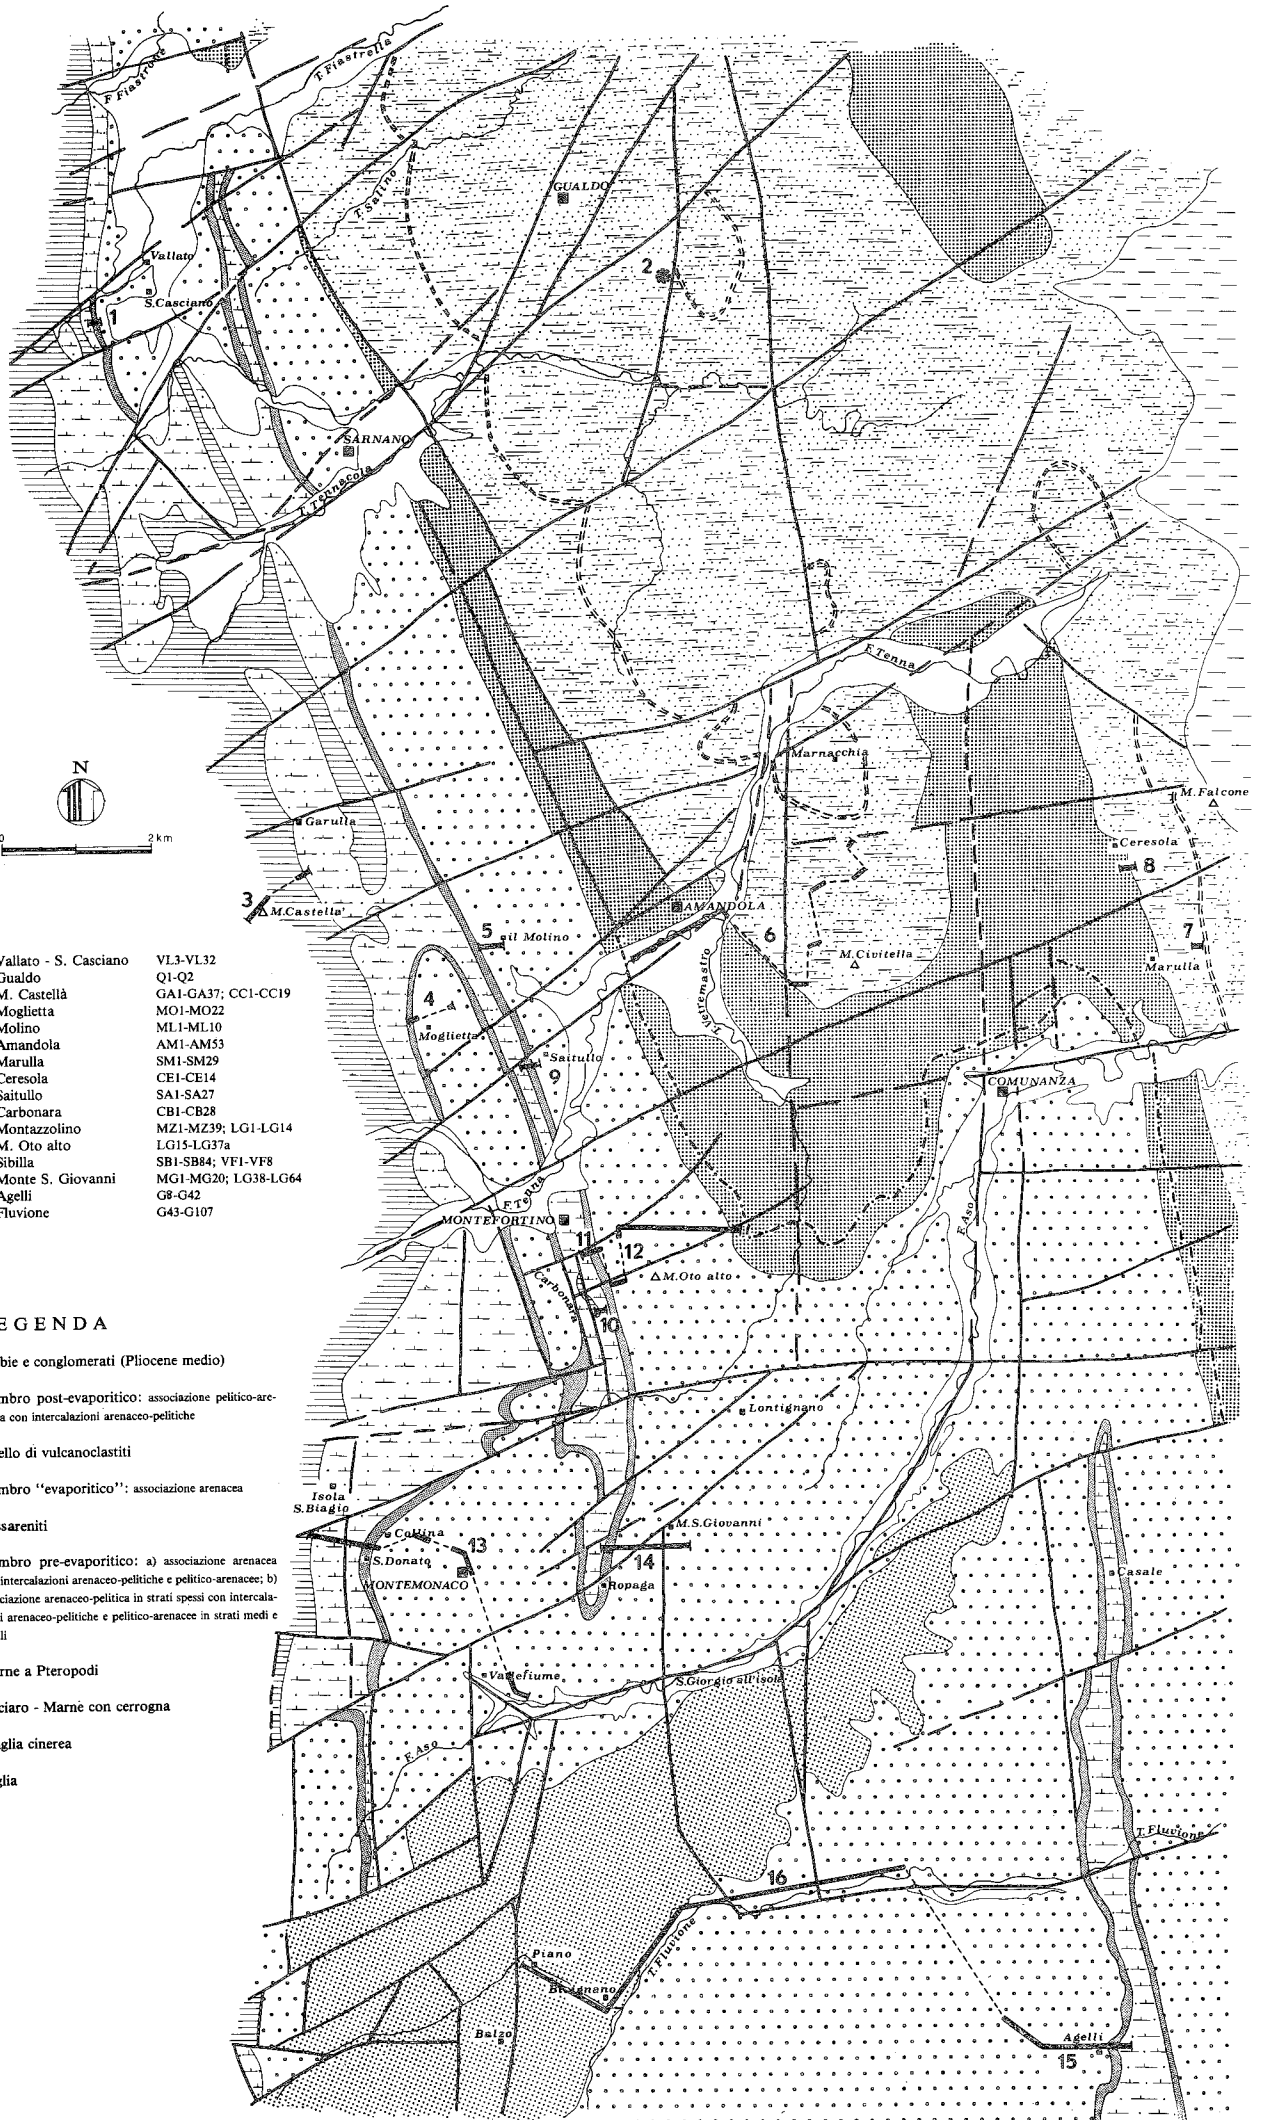 F Fiastrone
T. Fiastrella
T. Salino
GUALDO
2
Vallato
S. Casciano
1
SARNANO
T. Tennacola
F. Tenna
N
0 2 km
Garulla
3
M.Castella'
Marnacchia
M. Falcone
Ceresola
8
AMANDOLA
5
il Molino
6
M. Civitella
7
Marulla
4
Moglietta
T. Vetremastro
Saitullo
9
COMUNANZA
Vallato - S. Casciano VL3-VL32
Gualdo Q1-Q2
M. Castellà GA1-GA37; CC1-CC19
Moglietta MO1-MO22
Molino ML1-ML10
Amandola AM1-AM53
Marulla SM1-SM29
Ceresola CE1-CE14
Saitullo SA1-SA27
Carbonara CB1-CB28
Montazzolino MZ1-MZ39; LG1-LG14
M. Oto alto LG15-LG37a
Sibilla SB1-SB84; VF1-VF8
Monte S. Giovanni MG1-MG20; LG38-LG64
Agelli G8-G42
Fluvione G43-G107
F. Tenna
MONTEFORTINO
F. Aso
11
12
M.Oto alto
Carbonara
10
EGENDA
bie e conglomerati (Pliocene medio)
mbro post-evaporitico: associazione pelitico-are-
a con intercalazioni arenaceo-pelitiche
ello di vulcanoclastiti
mbro “evaporitico”: associazione arenacea
sareniti
mbro pre-evaporitico: a) associazione arenacea
intercalazioni arenaceo-pelitiche e pelitico-arenacee; b)
ciazione arenaceo-pelitica in strati spessi con intercala-
i arenaceo-pelitiche e pelitico-arenacee in strati medi e
li
rne a Pteropodi
ciaro - Marne con cerrogna
glia cinerea
glia
Lontignano
Isola
S. Biagio
Collina
13
S. Donato
MONTEMONACO
M.S. Giovanni
14
Ropaga
Casale
Vallefiume
S. Giorgio all'isola
F. Aso
T. Fluvione
16
Piano
T. Fluvione
Balzo
Agelli
15